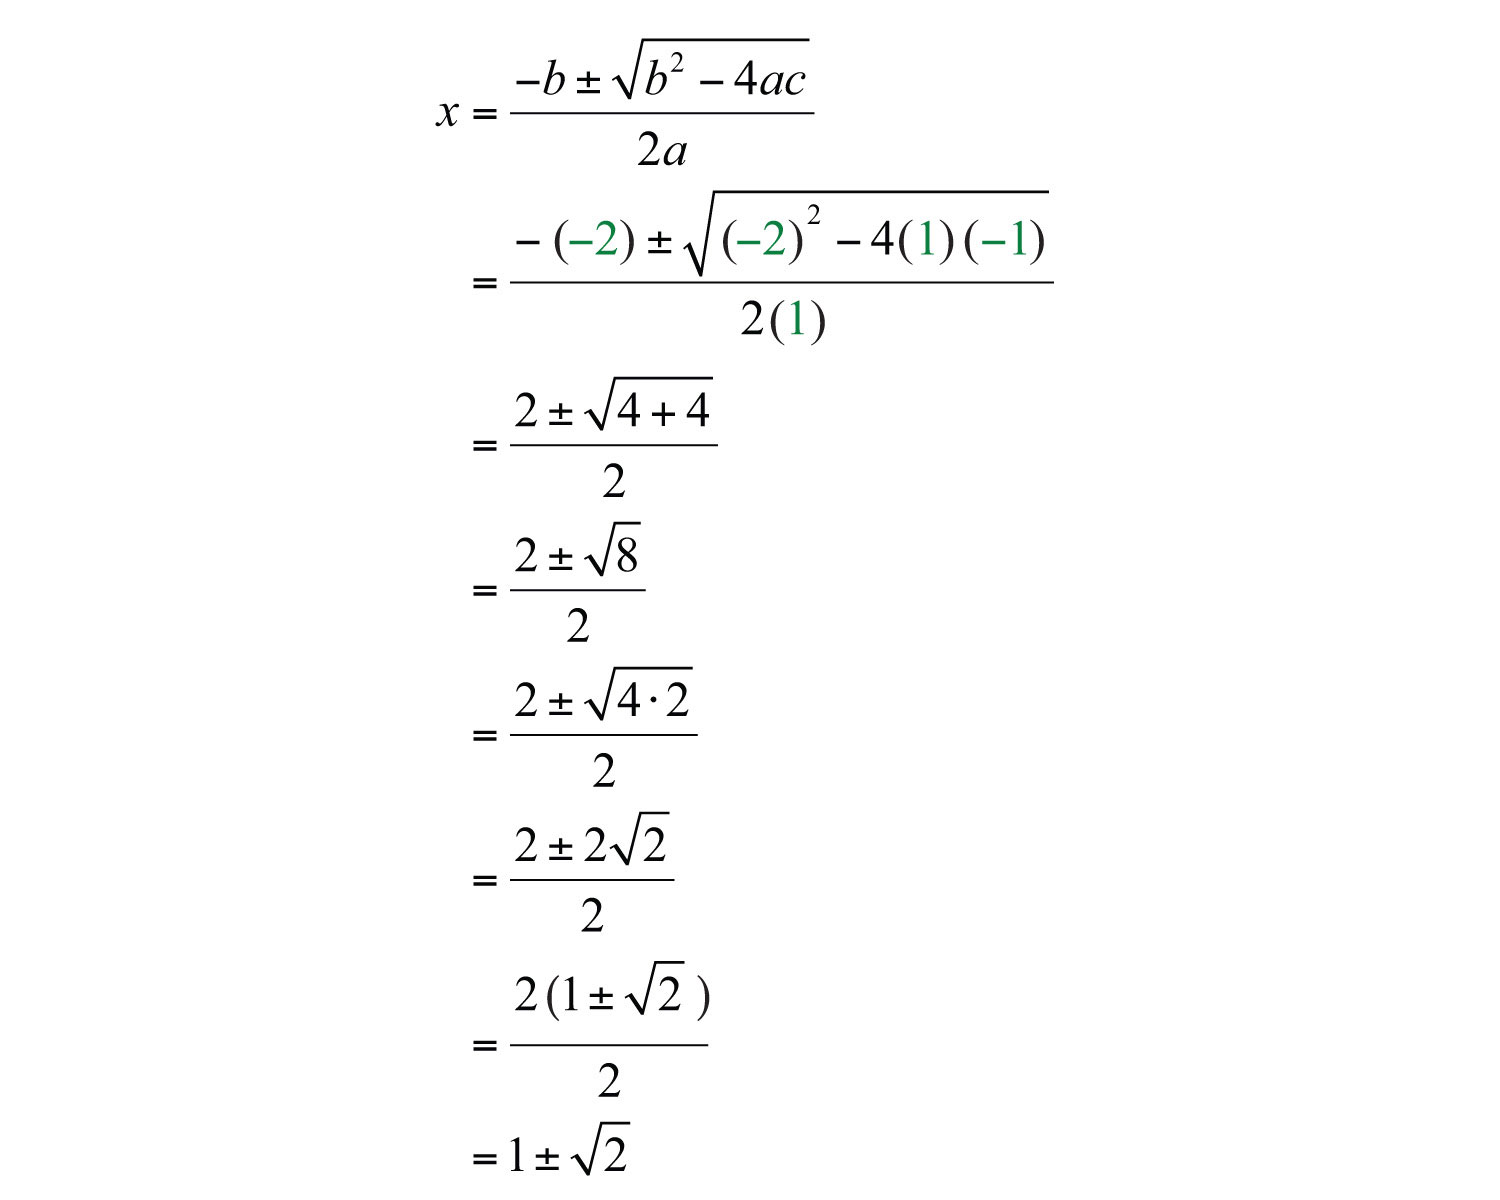 x = (−b ± √(b² − 4ac)) / (2a)
= (−(−2) ± √((−2)² − 4(1)(−1))) / (2(1))
= (2 ± √(4 + 4)) / 2
= (2 ± √8) / 2
= (2 ± √(4 · 2)) / 2
= (2 ± 2√2) / 2
= (2(1 ± √2)) / 2
= 1 ± √2